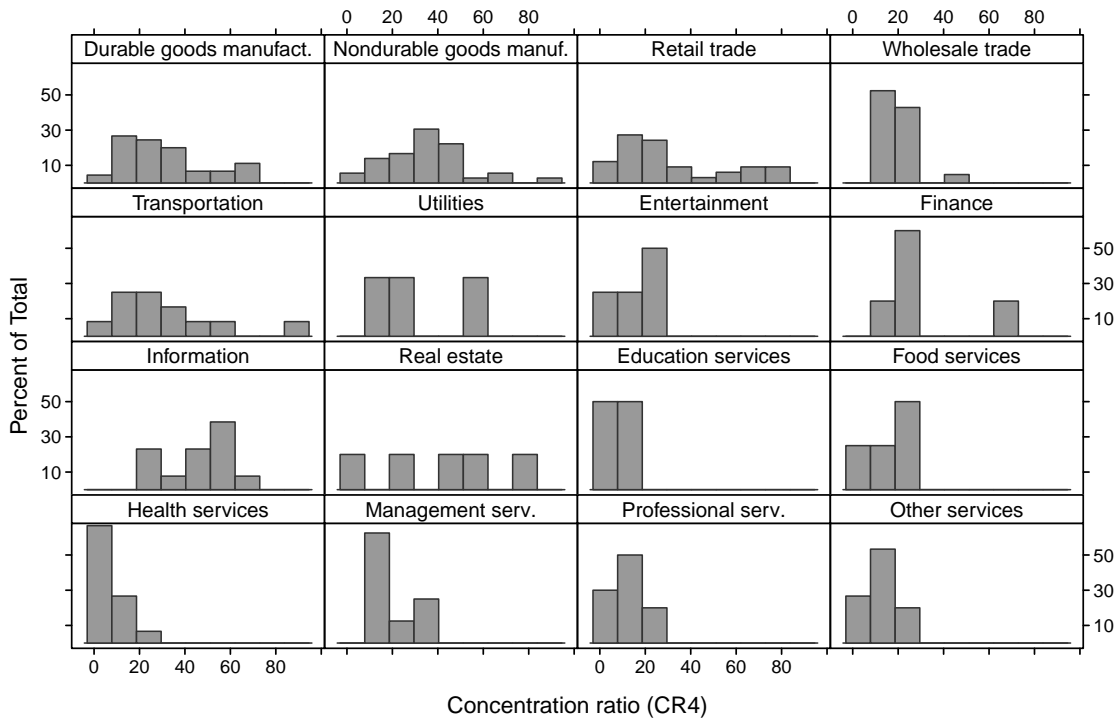 0 20 40 60 80 0 20 40 60 80
Durable goods manufact. Nondurable goods manuf. Retail trade Wholesale trade
50
30
10
Transportation Utilities Entertainment Finance
50
30
10
Information Real estate Education services Food services
50
30
10
Health services Management serv. Professional serv. Other services
50
30
10
0 20 40 60 80 0 20 40 60 80
Percent of Total
Concentration ratio (CR4)